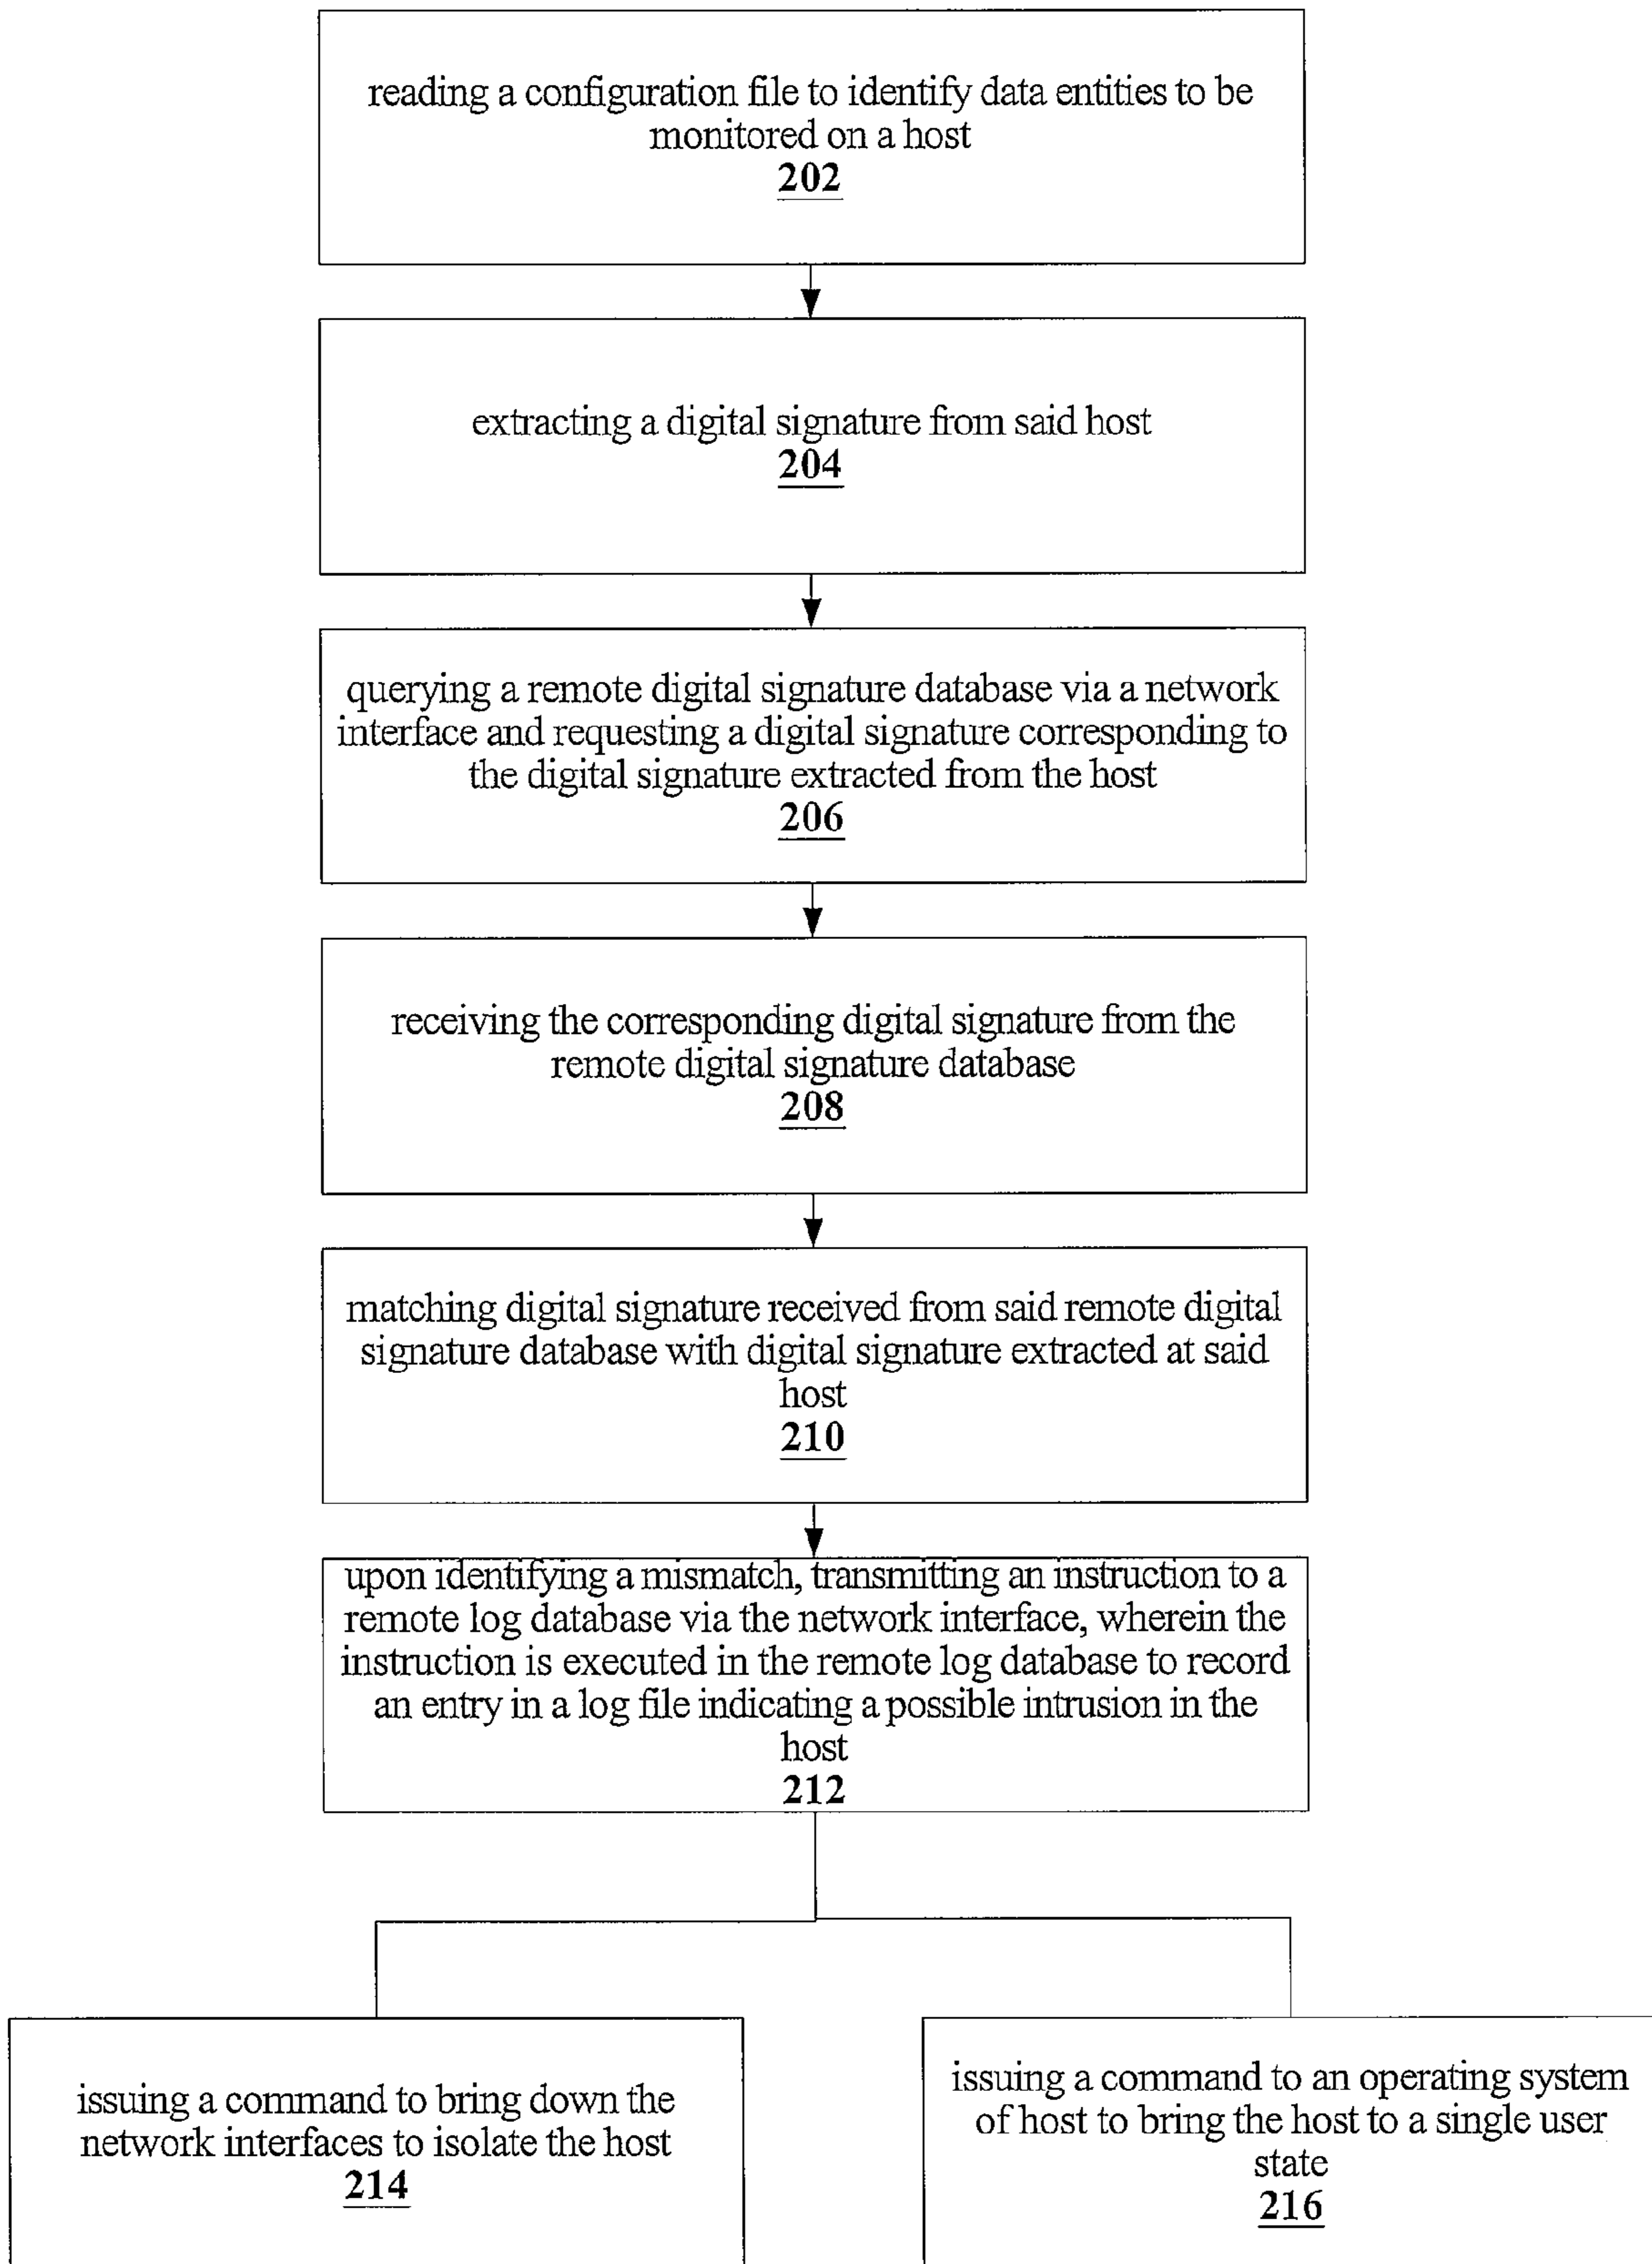 reading a configuration file to identify data entities to be
monitored on a host
202
extracting a digital signature from said host
204
querying a remote digital signature database via a network
interface and requesting a digital signature corresponding to
the digital signature extracted from the host
206
receiving the corresponding digital signature from the
remote digital signature database
208
matching digital signature received from said remote digital
signature database with digital signature extracted at said
host
210
upon identifying a mismatch, transmitting an instruction to a
remote log database via the network interface, wherein the
instruction is executed in the remote log database to record
an entry in a log file indicating a possible intrusion in the
host
212
issuing a command to bring down the
network interfaces to isolate the host
214
issuing a command to an operating system
of host to bring the host to a single user
state
216